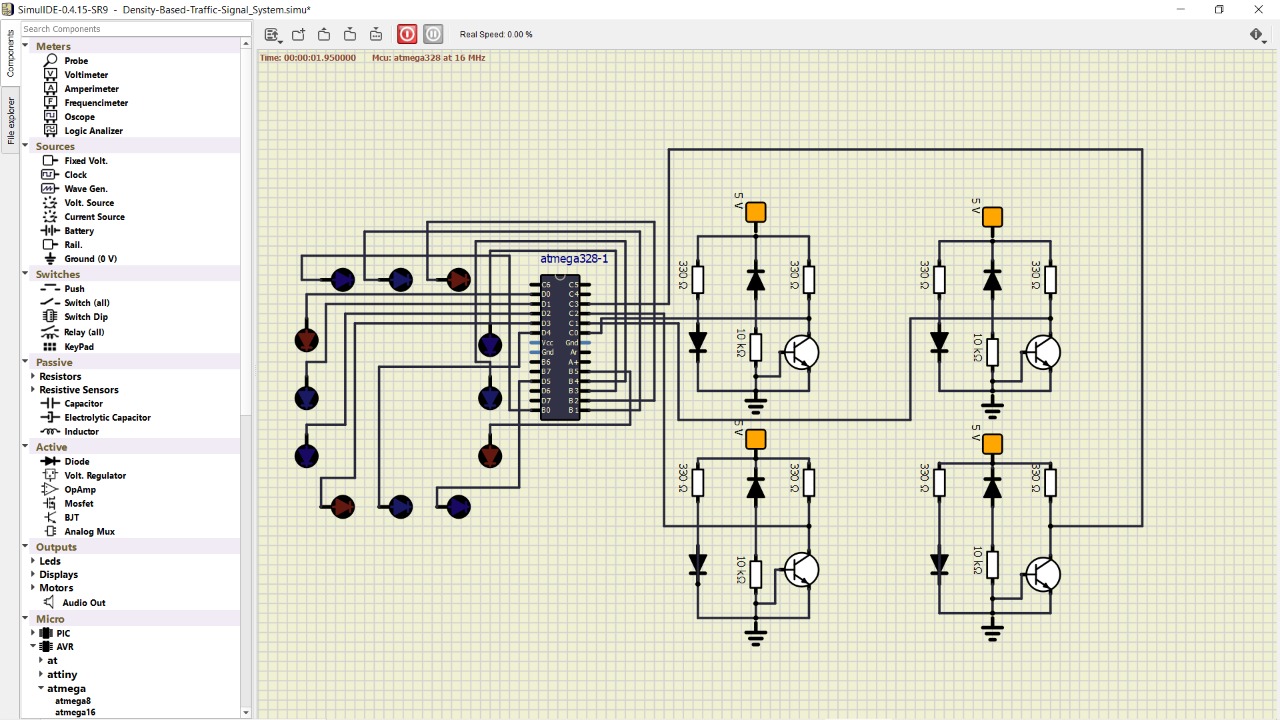 SimulIDE-0.4.15-SR9 - Density-Based-Traffic-Signal_System.simu*
Components
File explorer
Search Components
Meters
Probe
Voltimeter
Amperimeter
Frequencimeter
Oscope
Logic Analizer
Sources
Fixed Volt.
Clock
Wave Gen.
Volt. Source
Current Source
Battery
Rail.
Ground (0 V)
Switches
Push
Switch (all)
Switch Dip
Relay (all)
KeyPad
Passive
Resistors
Resistive Sensors
Capacitor
Electrolytic Capacitor
Inductor
Active
Diode
Volt. Regulator
OpAmp
Mosfet
BJT
Analog Mux
Outputs
Leds
Displays
Motors
Audio Out
Micro
PIC
AVR
at
attiny
atmega
atmega8
atmega16
Real Speed: 0.00 %
Time: 00:00:01.950000 Mcu: atmega328 at 16 MHz
atmega328-1
C6 C5
D0 C4
D1 C3
D2 C2
D3 C1
D4 C0
Vcc Gnd
Gnd Ar
B6 A+
B7 B5
D5 B4
D6 B3
D7 B2
B0 B1
5 V
330 Ω
330 Ω
10 kΩ
5 V
330 Ω
330 Ω
10 kΩ
5 V
330 Ω
330 Ω
10 kΩ
5 V
330 Ω
330 Ω
10 kΩ